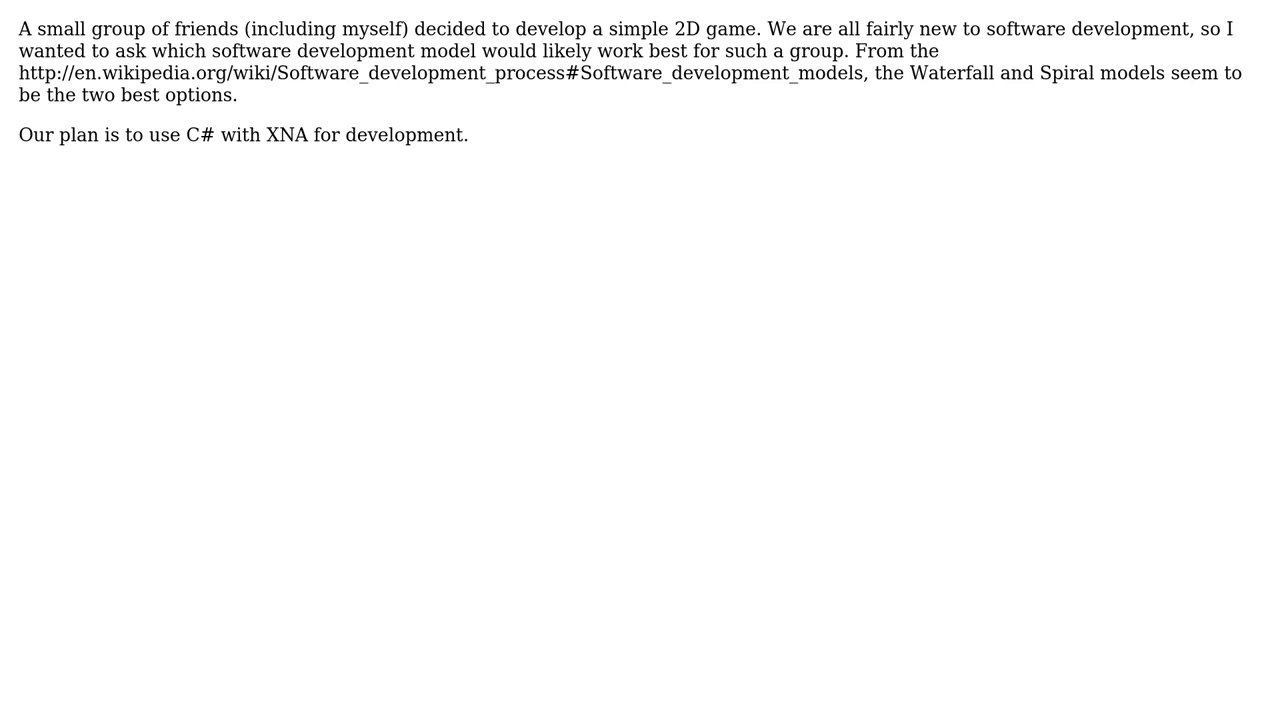 A small group of friends (including myself) decided to develop a simple 2D game. We are all fairly new to software development, so I
wanted to ask which software development model would likely work best for such a group. From the
http://en.wikipedia.org/wiki/Software_development_process#Software_development_models, the Waterfall and Spiral models seem to
be the two best options.
Our plan is to use C# with XNA for development.